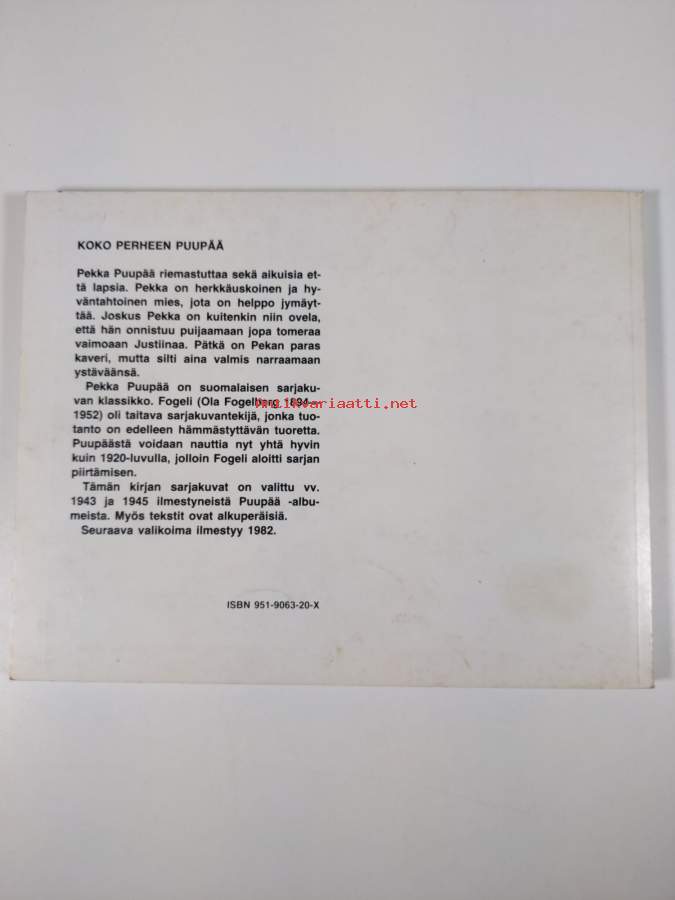 KOKO PERHEEN PUUPÄÄ
Pekka Puupää riemastuttaa sekä aikuisia et-
tä lapsia. Pekka on herkkäuskoinen ja hy-
väntahtoinen mies, jota on helppo jymäyt-
tää. Joskus Pekka on kuitenkin niin ovela,
että hän onnistuu puijaamaan jopa tomeraa
vaimoaan Justiinaa. Pätkä on Pekan paras
kaveri, mutta silti aina valmis narraamaan
ystäväänsä.
Pekka Puupää on suomalaisen sarjaku-
van klassikko. Fogeli (Ola Fogelberg 1894—
1952) oli taitava sarjakuvantekijä, jonka tuo-
tanto on edelleen hämmästyttävän tuoretta.
Puupäästä voidaan nauttia nyt yhtä hyvin
kuin 1920-luvulla, jolloin Fogeli aloitti sarjan
piirtämisen.
Tämän kirjan sarjakuvat on valittu vv.
1943 ja 1945 ilmestyneistä Puupää -albu-
meista. Myös tekstit ovat alkuperäisiä.
Seuraava valikoima ilmestyy 1982.
ISBN 951-9063-20-X
antikvariaatti.net